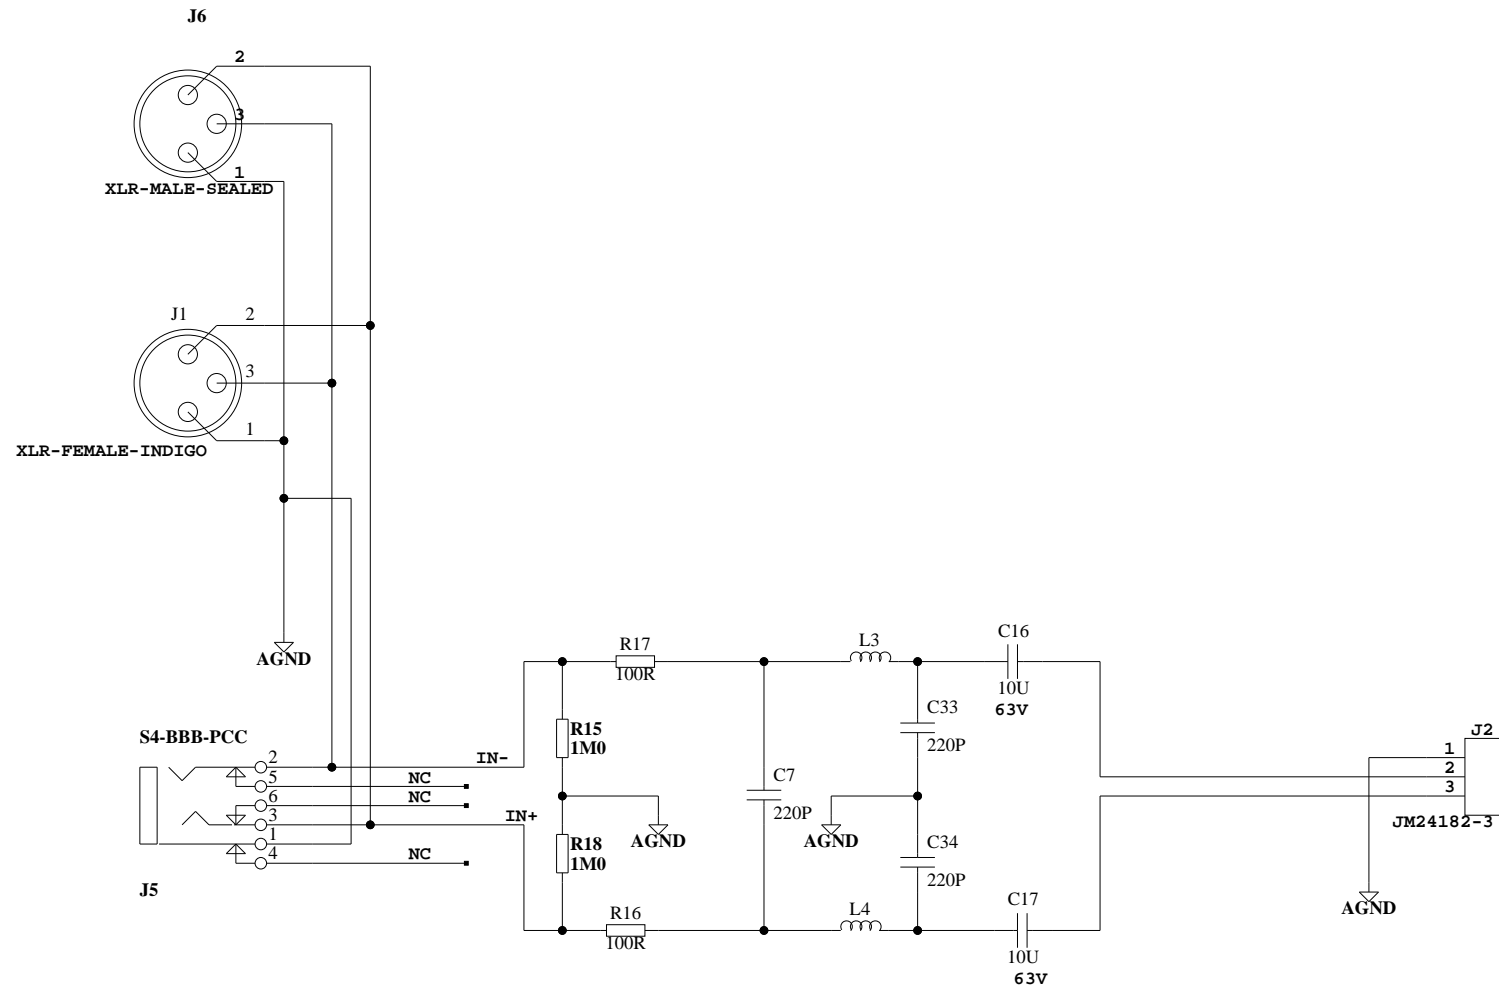 J6
2
3
1
XLR-MALE-SEALED
J1
2
3
1
XLR-FEMALE-INDIGO
AGND
S4-BBB-PCC
2
5
6
3
1
4
J5
IN-
NC
NC
IN+
NC
R17
100R
R15
1M0
R18
1M0
AGND
R16
100R
C7
220P
L3
C33
220P
AGND
C34
220P
L4
C16
10U
63V
C17
10U
63V
J2
1
2
3
JM24182-3
AGND